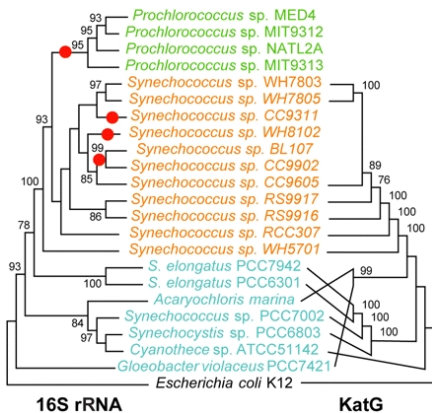 93 Prochlorococcus sp. MED4
95 Prochlorococcus sp. MIT9312
95 Prochlorococcus sp. NATL2A
Prochlorococcus sp. MIT9313
97 Synechococcus sp. WH7803 100
Synechococcus sp. WH7805
93 Synechococcus sp. CC9311
Synechococcus sp. WH8102
99 Synechococcus sp. BL107
Synechococcus sp. CC9902 89
100 85 Synechococcus sp. CC9605 76
Synechococcus sp. RS9917 100
86 Synechococcus sp. RS9916 100
78 Synechococcus sp. RCC307 100
Synechococcus sp. WH5701
93 S. elongatus PCC7942 99
100 S. elongatus PCC6301
Acaryochloris marina 100
84 Synechococcus sp. PCC7002 100
97 Synechocystis sp. PCC6803 100
Cyanothece sp. ATCC51142
Gloeobacter violaceus PCC7421
Escherichia coli K12
16S rRNA KatG